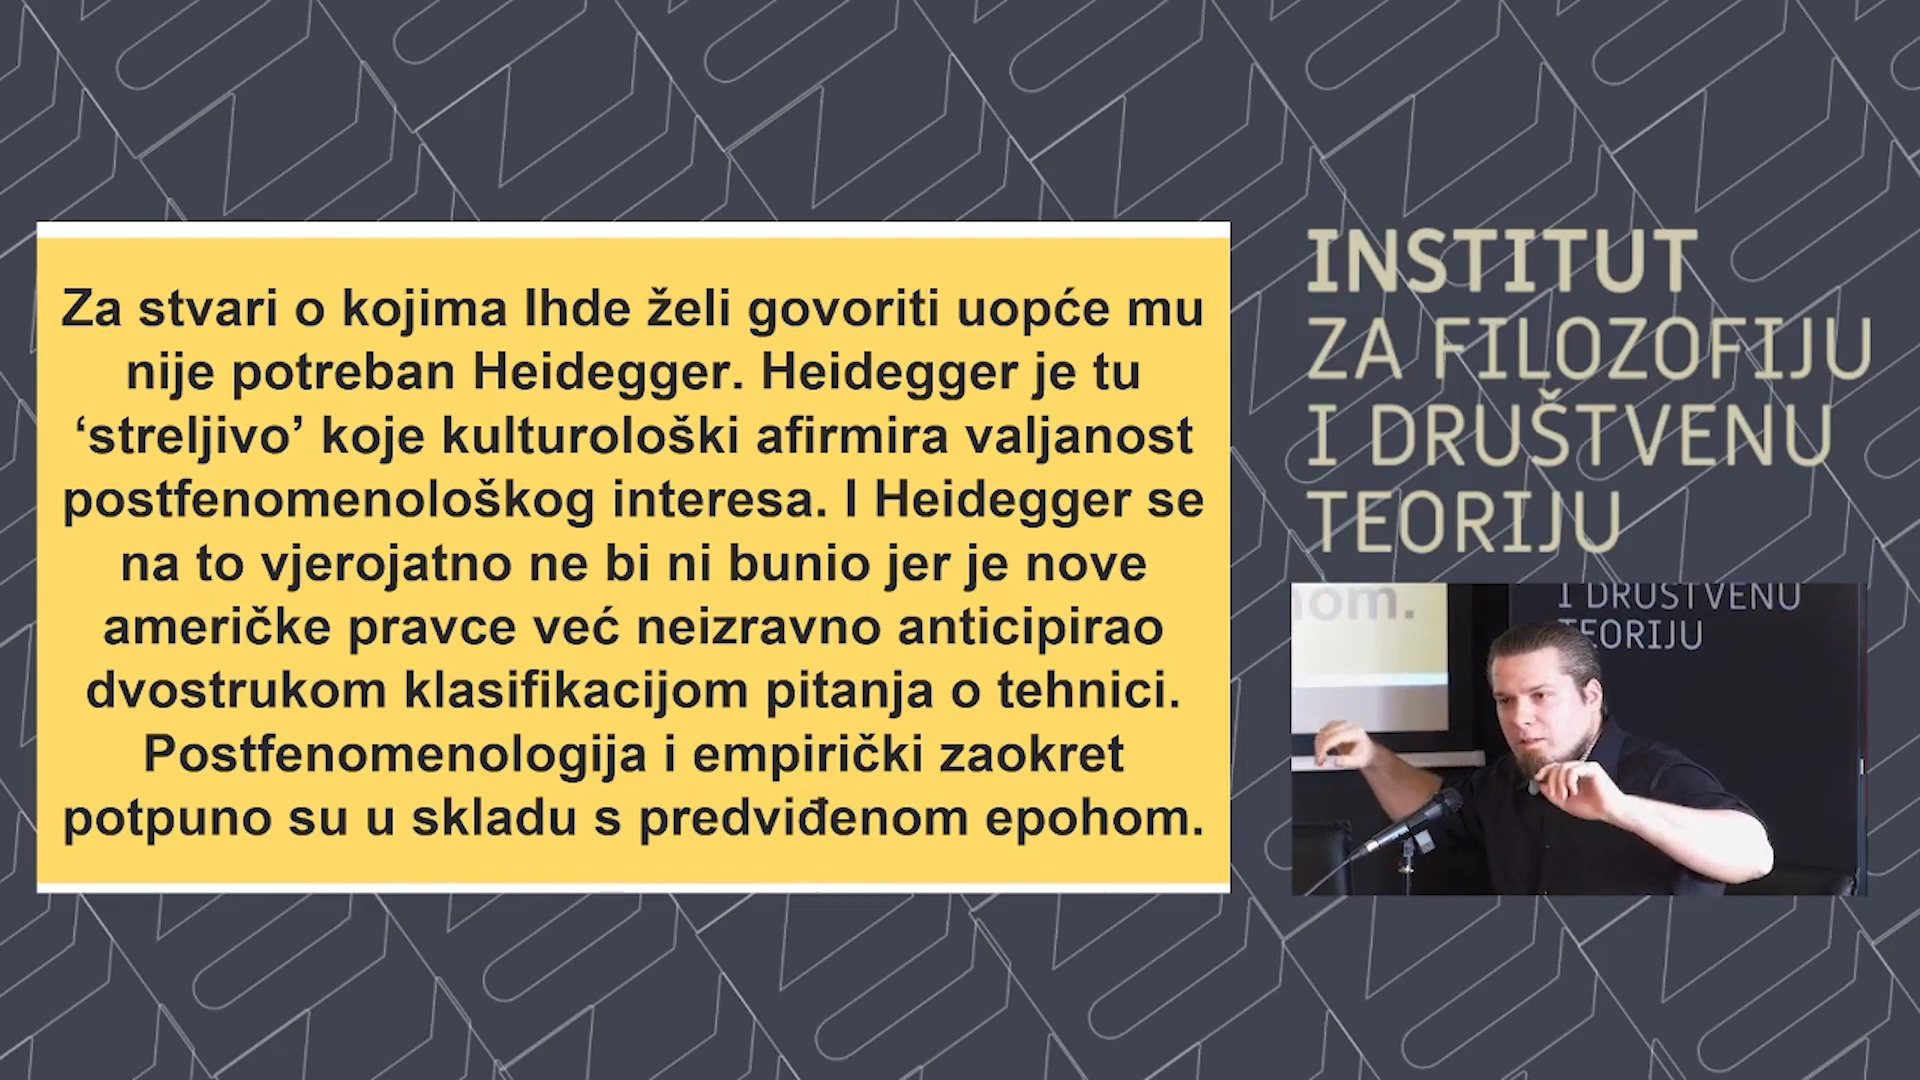 Za stvari o kojima Ihde želi govoriti uopće mu
nije potreban Heidegger. Heidegger je tu
‘streljivo’ koje kulturološki afirmira valjanost
postfenomenološkog interesa. I Heidegger se
na to vjerojatno ne bi ni bunio jer je nove
američke pravce već neizravno anticipirao
dvostrukom klasifikacijom pitanja o tehnici.
Postfenomenologija i empirički zaokret
potpuno su u skladu s predviđenom epohom.
INSTITUT
ZA FILOZOFIJU
I DRUŠTVENU
TEORIJU
hom.
I DRUŠTVENU
TEORIJU